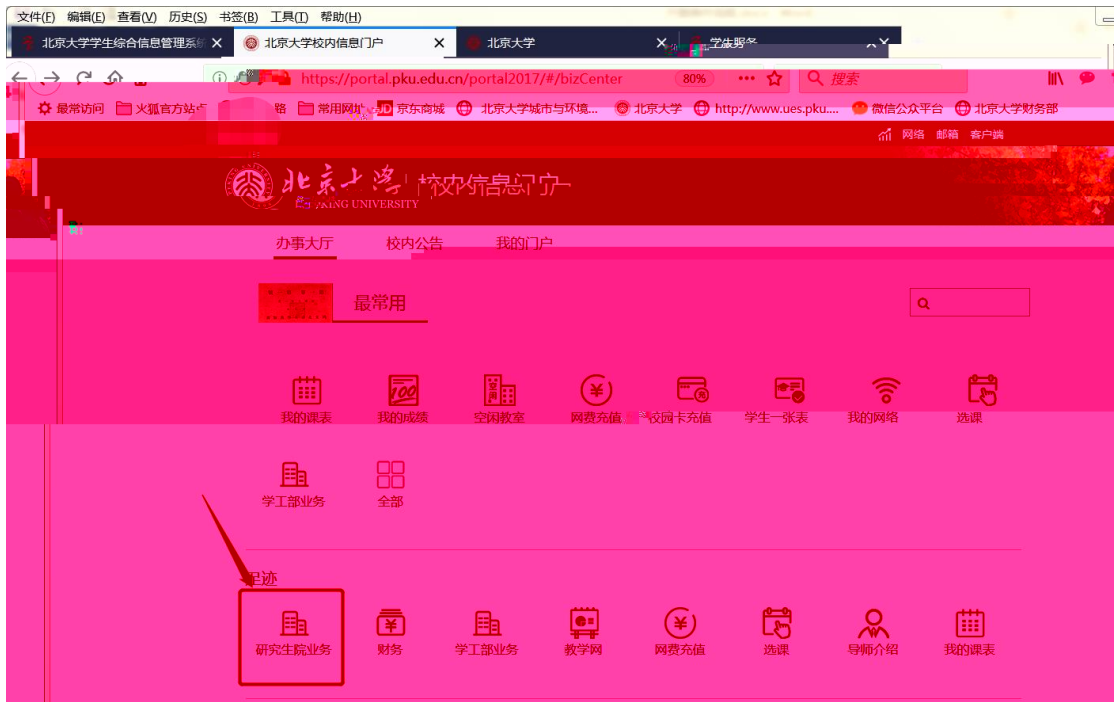 文件(F) 编辑(E) 查看(V) 历史(S) 书签(B) 工具(T) 帮助(H)
北京大学学生综合信息管理系统 北京大学校内信息门户 北京大学
https://portal.pku.edu.cn/portal2017/#/bizCenter 80% 搜索
最常访问 火狐官方站点 常用网址 JD 京东商城 北京大学城市与环境... 北京大学 http://www.ues.pku.... 微信公众平台 北京大学财务部
网络 邮箱 客户端
北京大学 校内信息门户
UNIVERSITY
办事大厅 校内公告 我的门户
最常用
我的课表 我的成绩 空闲教室 网费充值 校园卡充值 学生一张表 我的网络 选课
学工部业务 全部
足迹
研究生院业务 财务 学工部业务 教学网 网费充值 选课 导师介绍 我的课表